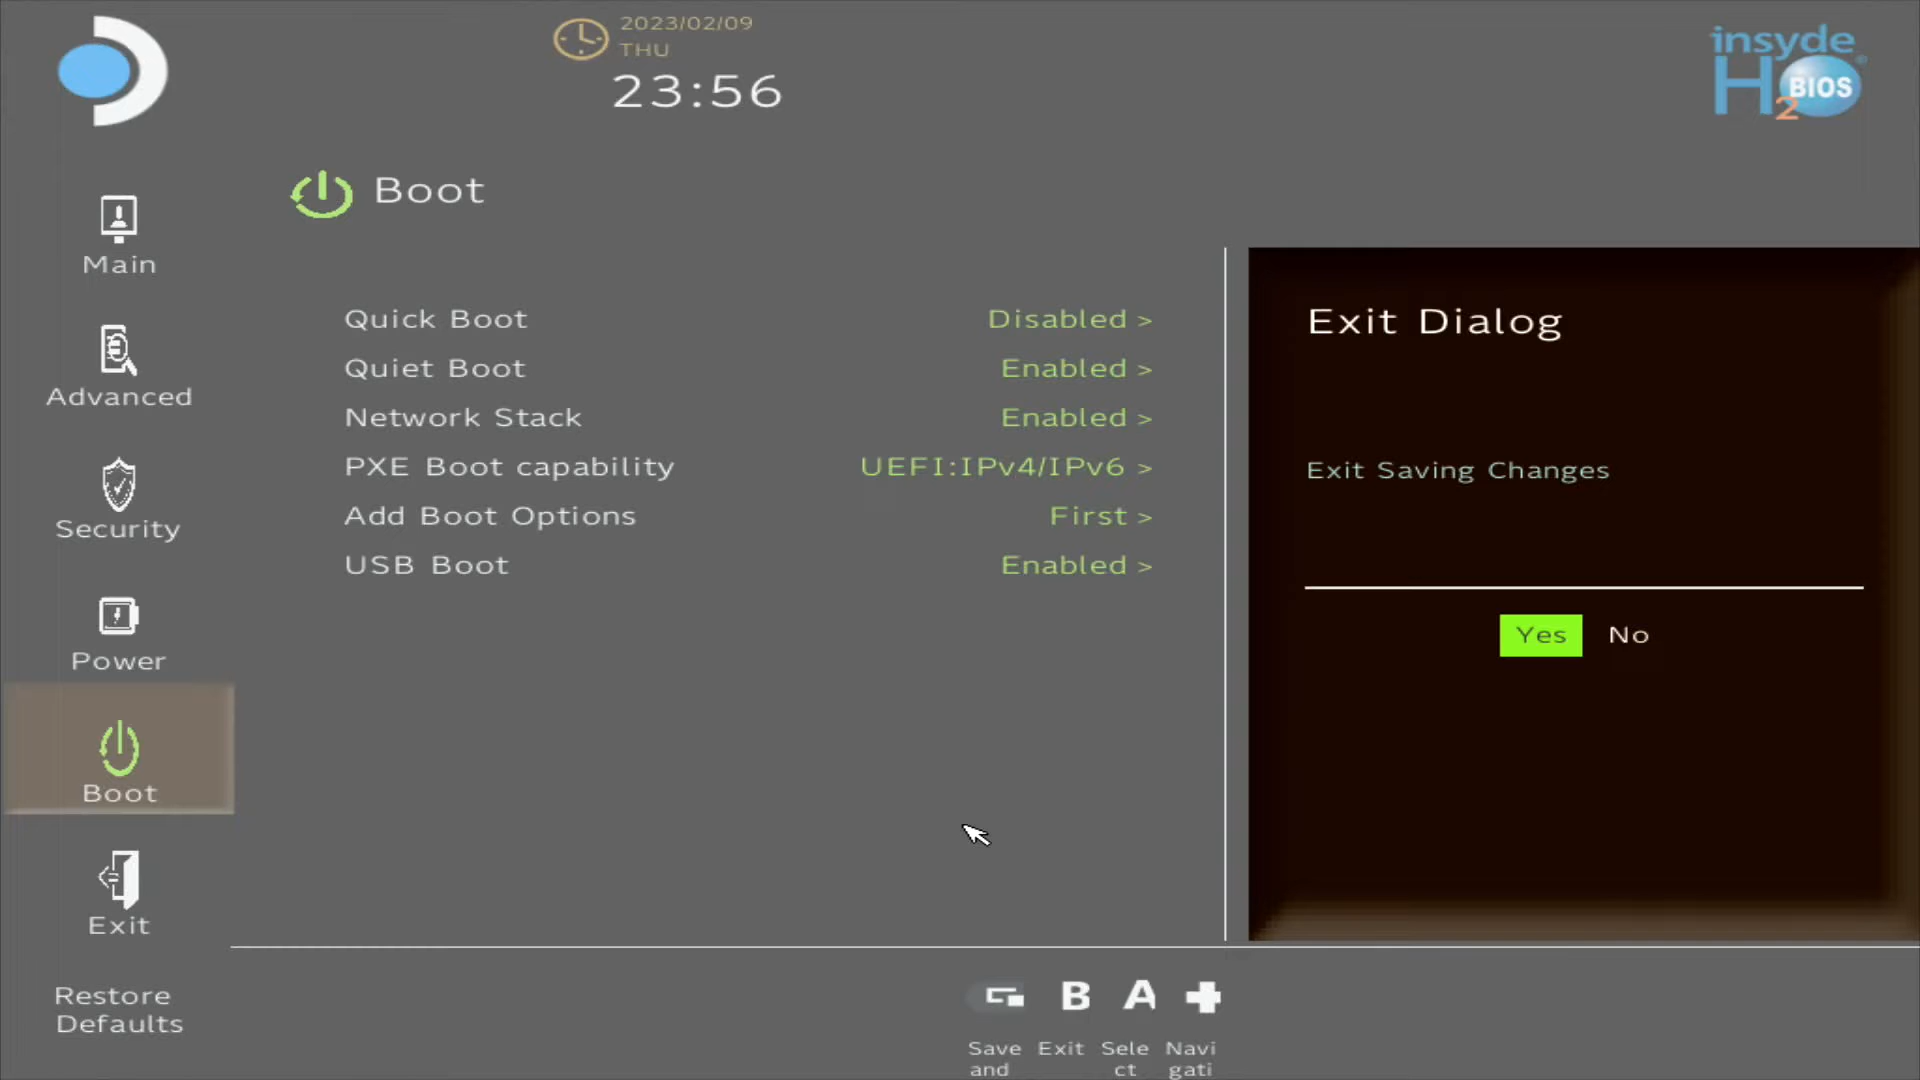 2023/02/09
THU
23:56
insyde®
H2BIOS
Main
Advanced
Security
Power
Boot
Exit
Restore
Defaults
Boot
Quick Boot Disabled >
Quiet Boot Enabled >
Network Stack Enabled >
PXE Boot capability UEFI:IPv4/IPv6 >
Add Boot Options First >
USB Boot Enabled >
Exit Dialog
Exit Saving Changes
Yes No
B A
Save Exit Sele Navi
and ct gati